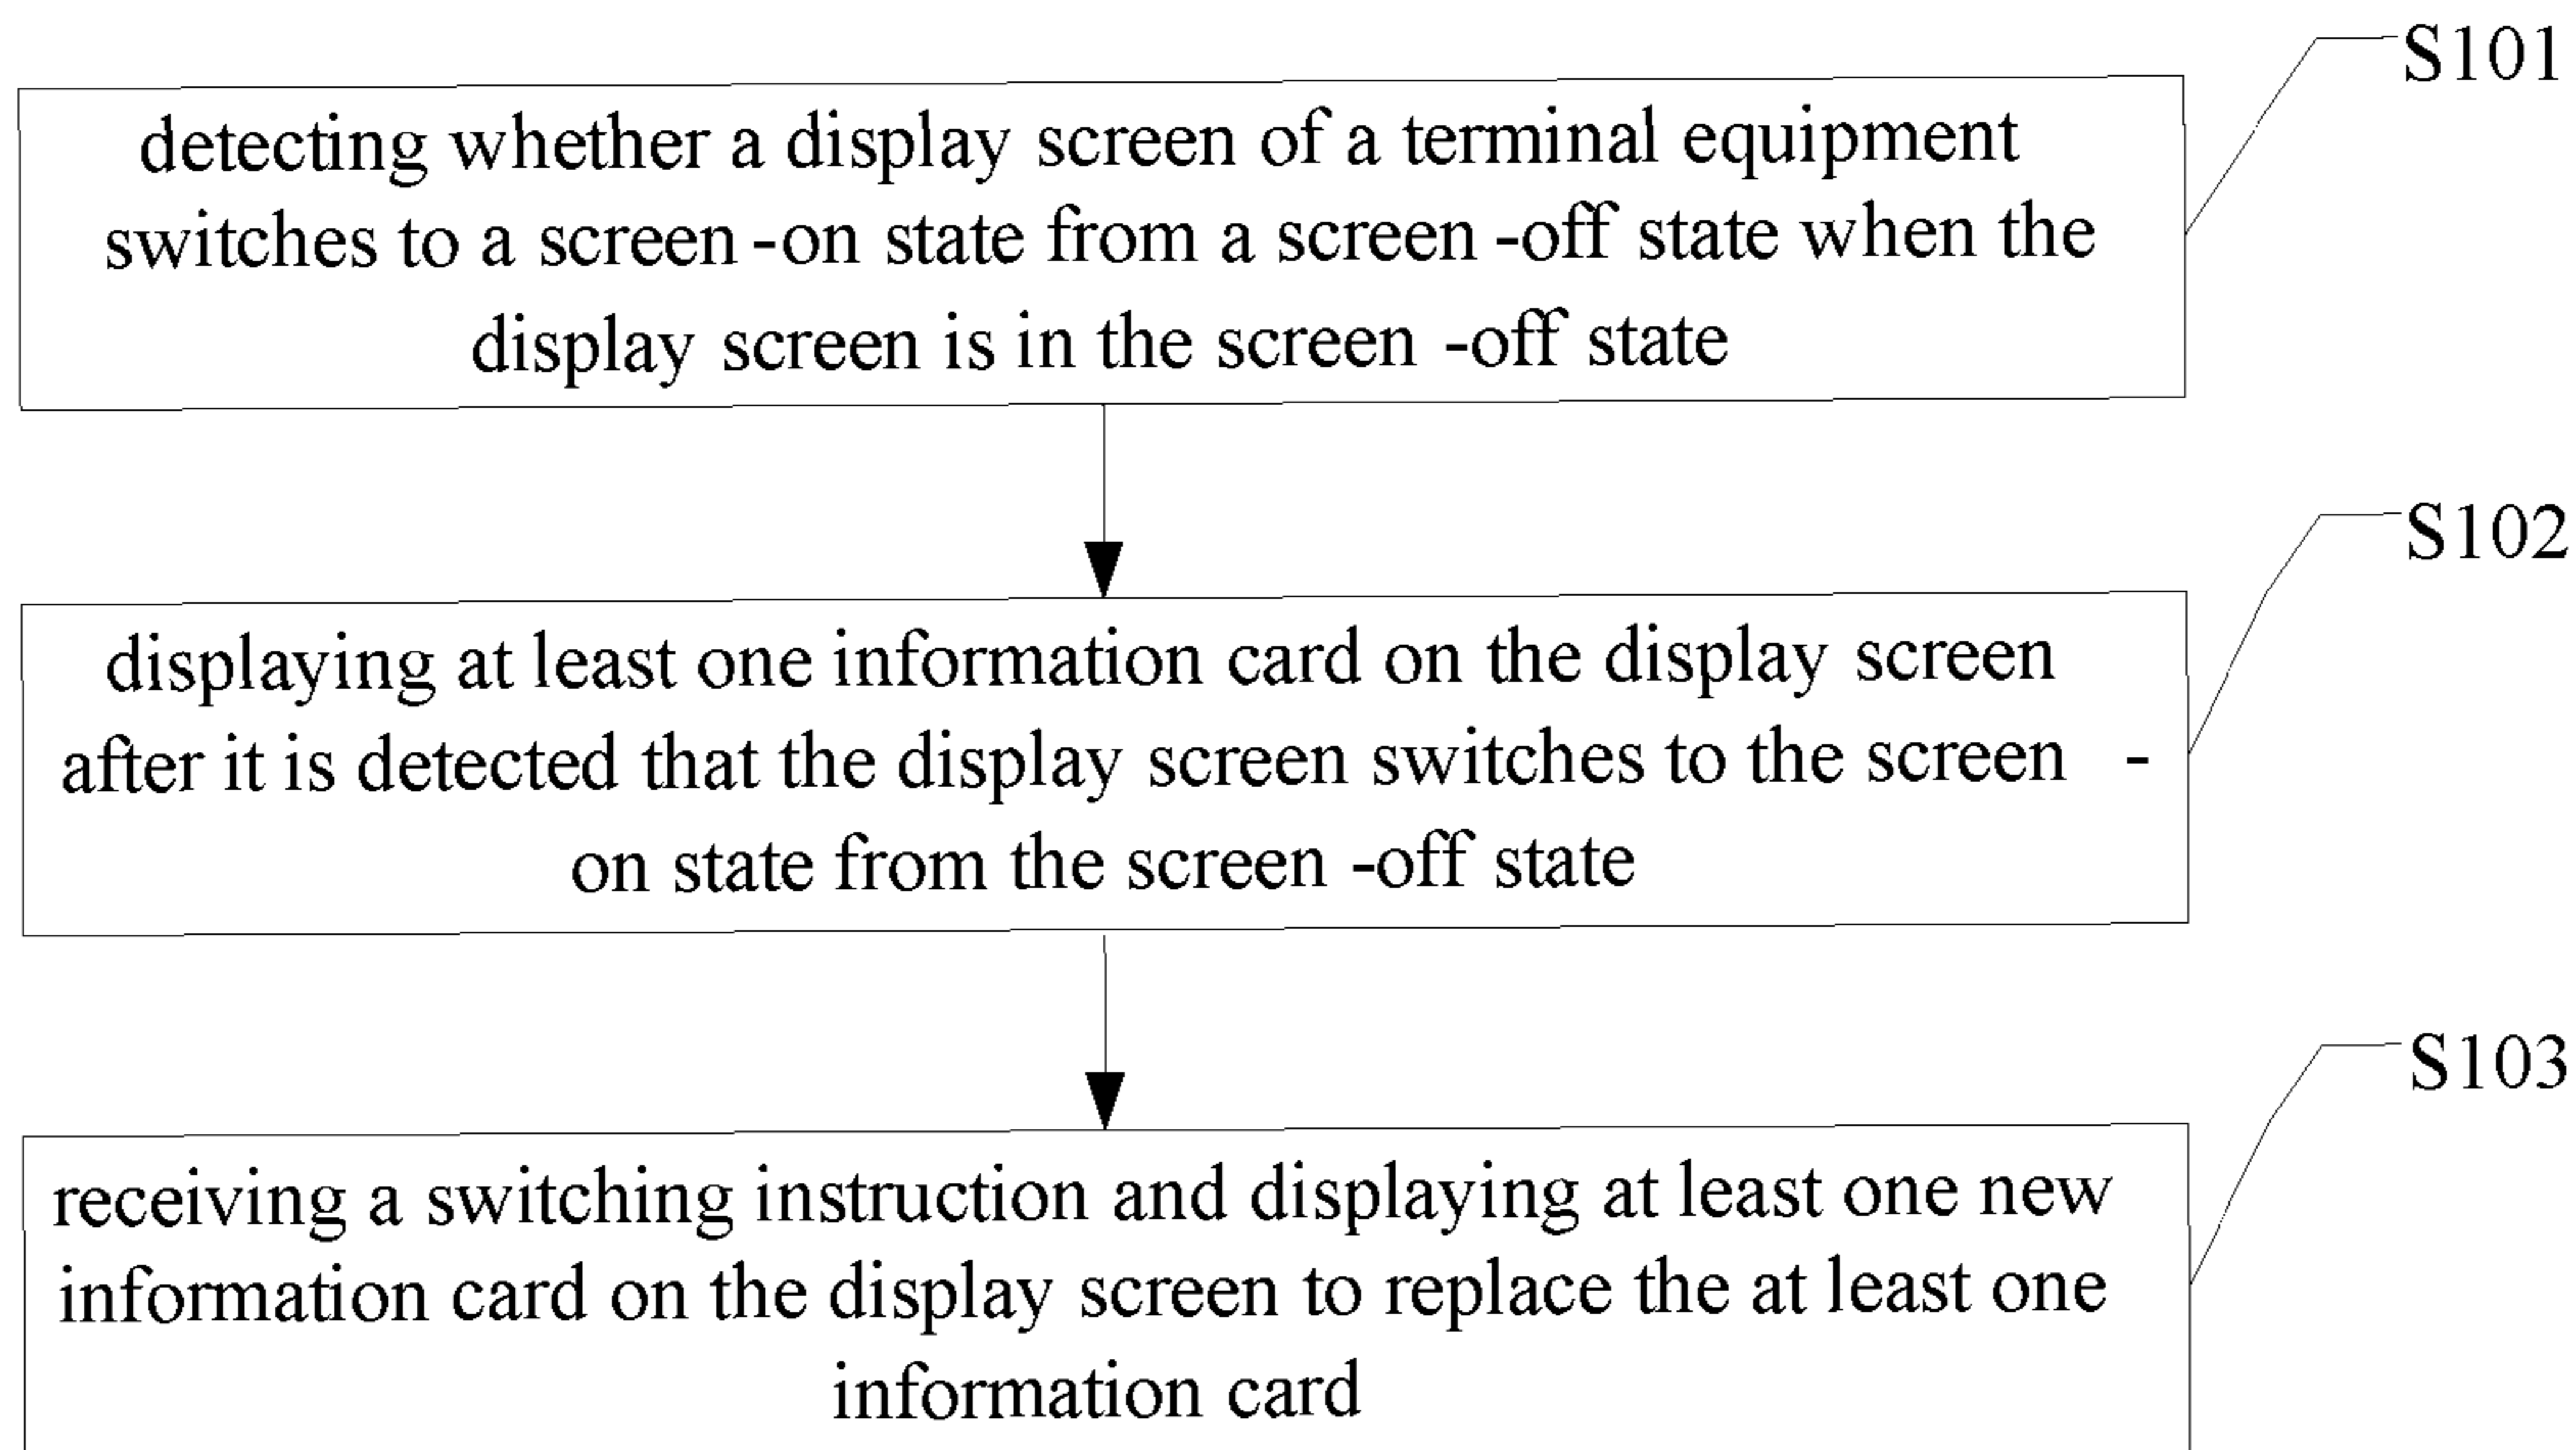 S101
detecting whether a display screen of a terminal equipment
switches to a screen -on state from a screen -off state when the
display screen is in the screen -off state
S102
displaying at least one information card on the display screen
after it is detected that the display screen switches to the screen -
on state from the screen -off state
S103
receiving a switching instruction and displaying at least one new
information card on the display screen to replace the at least one
information card